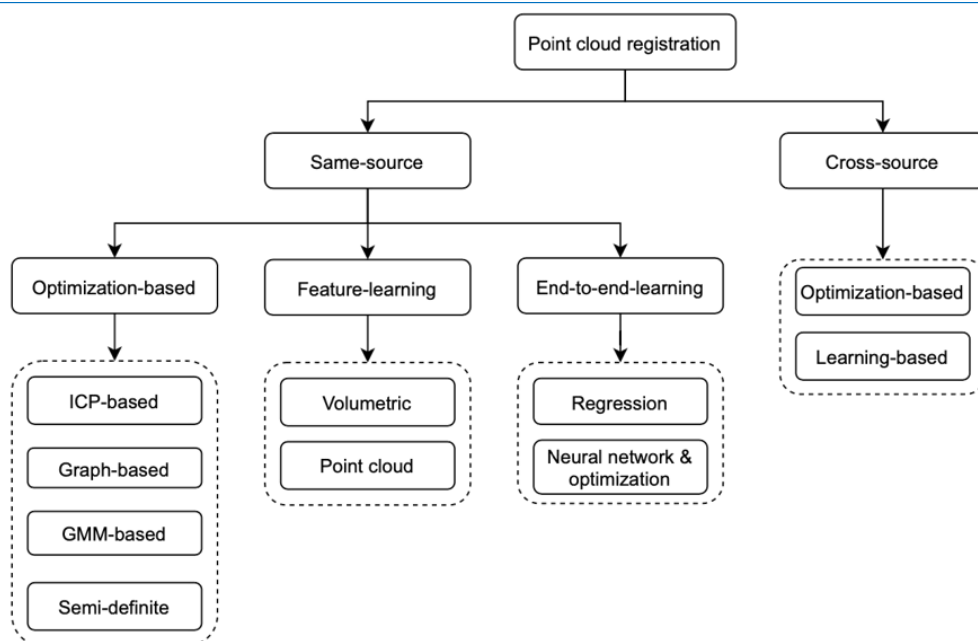 Point cloud registration
Same-source
Cross-source
Optimization-based
Feature-learning
End-to-end-learning
Optimization-based
Learning-based
ICP-based
Graph-based
GMM-based
Semi-definite
Volumetric
Point cloud
Regression
Neural network &
optimization